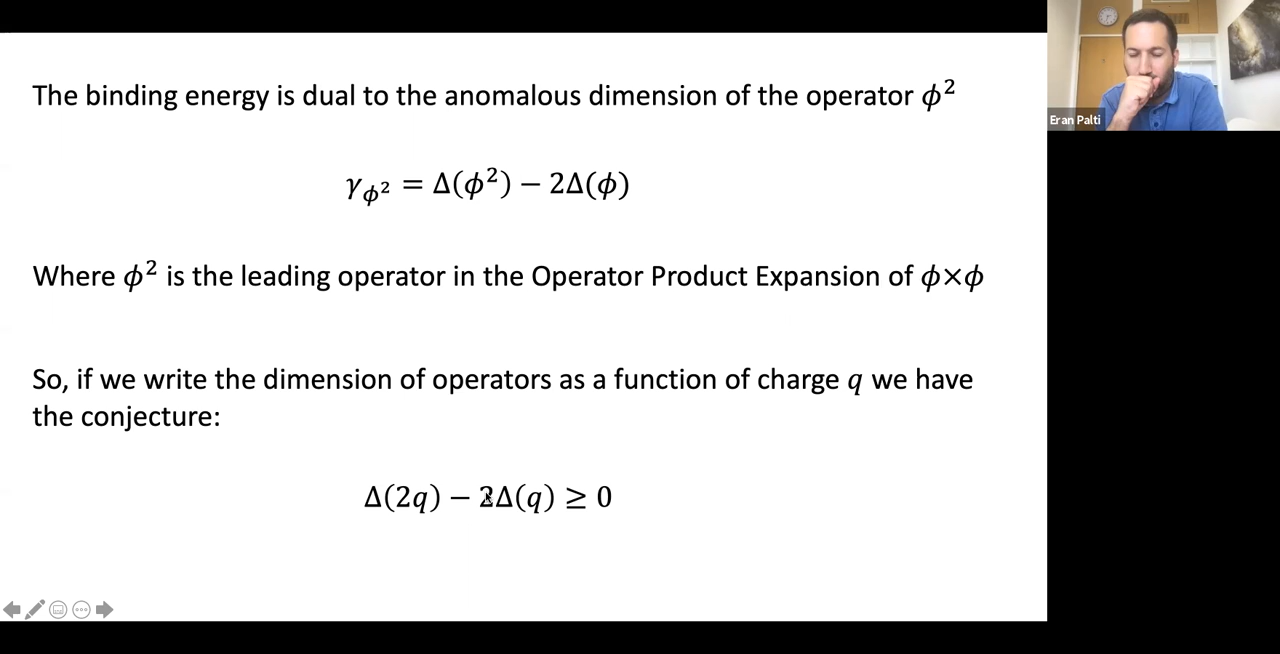 The binding energy is dual to the anomalous dimension of the operator ϕ²
γ_ϕ² = Δ(ϕ²) − 2Δ(ϕ)
Where ϕ² is the leading operator in the Operator Product Expansion of ϕ×ϕ
So, if we write the dimension of operators as a function of charge q we have
the conjecture:
Δ(2q) − 2Δ(q) ≥ 0
Eran Palti